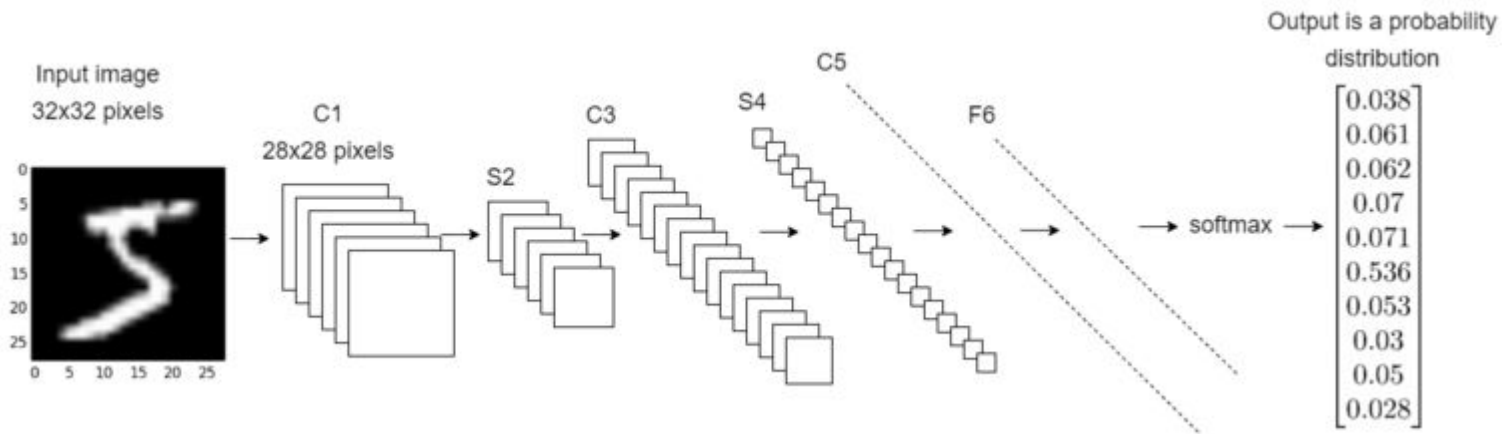 Input image
32x32 pixels
0
5
10
15
20
25
0 5 10 15 20 25
C1
28x28 pixels
S2
C3
S4
C5
F6
softmax
Output is a probability
distribution
0.038
0.061
0.062
0.07
0.071
0.536
0.053
0.03
0.05
0.028